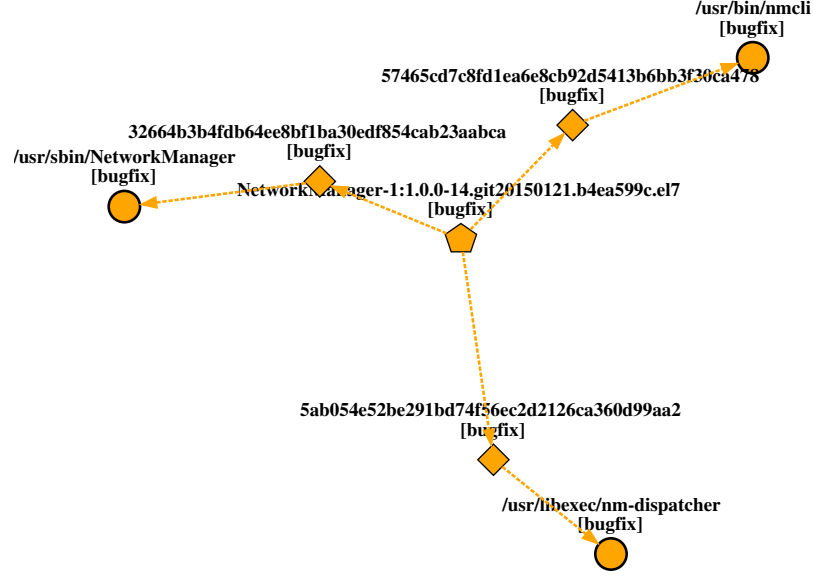 /usr/bin/nmcli
[bugfix]
57465cd7c8fd1ea6e8cb92d5413b6bb3f30ca478
[bugfix]
32664b3b4fdb64ee8bf1ba30edf854cab23aabca
[bugfix]
/usr/sbin/NetworkManager
[bugfix]
NetworkManager-1:1.0.0-14.git20150121.b4ea599c.el7
[bugfix]
5ab054e52be291bd74f56ec2d2126ca360d99aa2
[bugfix]
/usr/libexec/nm-dispatcher
[bugfix]